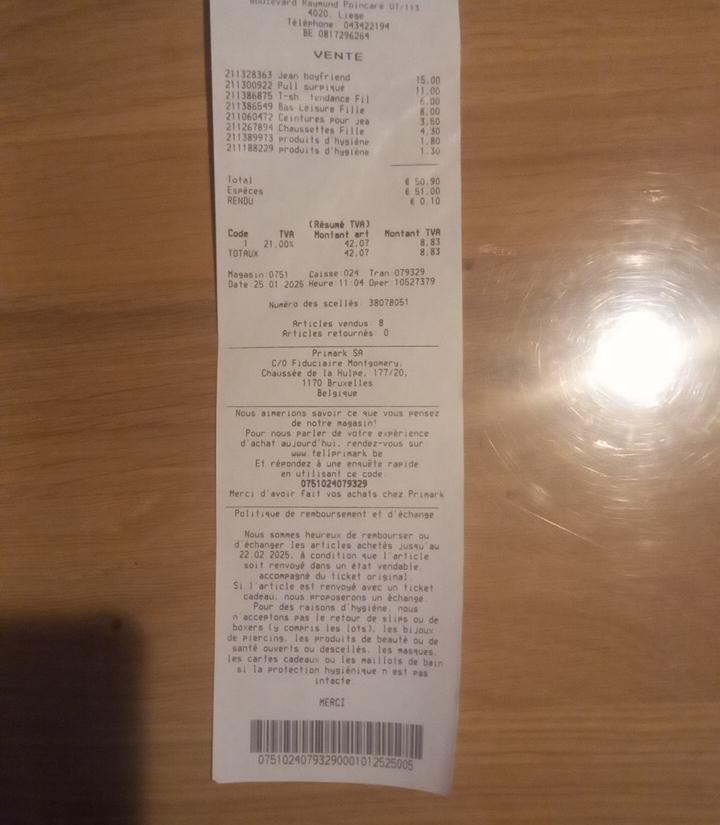 Boulevard Raymond Poincaré 07/113
4020, Liege
Téléphone 043422194
BE 0817296264
VENTE
211328363 Jean boyfriend 15.00
211300922 Pull surpiqué 11.00
211386875 T-sh tendance Fil 6.00
211386549 Bas Leisure Fille 8.00
211060472 Ceintures pour jea 3.50
211267894 Chaussettes Fille 4.30
211389973 produits d'hygiène 1.80
211188229 produits d'hygiène 1.30
Total € 50.90
Espèces € 51.00
RENDU € 0.10
(Résumé TVA)
Code TVA Montant art Montant TVA
1 21.00% 42.07 8.83
TOTAUX 42.07 8.83
Magasin:0751 Caisse:024 Tran:079329
Date:25.01.2025 Heure:11:04 Oper:10527379
Numéro des scellés: 38078051
Articles vendus: 8
Articles retournés: 0
Primark SA
C/O Fiduciaire Montgomery,
Chaussée de la Hulpe, 177/20,
1170 Bruxelles
Belgique
Nous aimerions savoir ce que vous pensez
de notre magasin!
Pour nous parler de votre expérience
d'achat aujourd'hui, rendez-vous sur
www.tellprimark.be
Et répondez à une enquête rapide
en utilisant ce code:
0751024079329
Merci d'avoir fait vos achats chez Primark
Politique de remboursement et d'échange
Nous sommes heureux de rembourser ou
d'échanger les articles achetés jusqu'au
22.02.2025, à condition que l'article
soit renvoyé dans un état vendable,
accompagné du ticket original.
Si l'article est renvoyé avec un ticket
cadeau, nous proposerons un échange.
Pour des raisons d'hygiène, nous
n'acceptons pas le retour de slips ou de
boxers (y compris les lots), les bijoux
de piercing, les produits de beauté ou de
santé ouverts ou descellés, les masques,
les cartes cadeaux ou les maillots de bain
si la protection hygiénique n'est pas
intacte.
MERCI
07510240793290001012525005